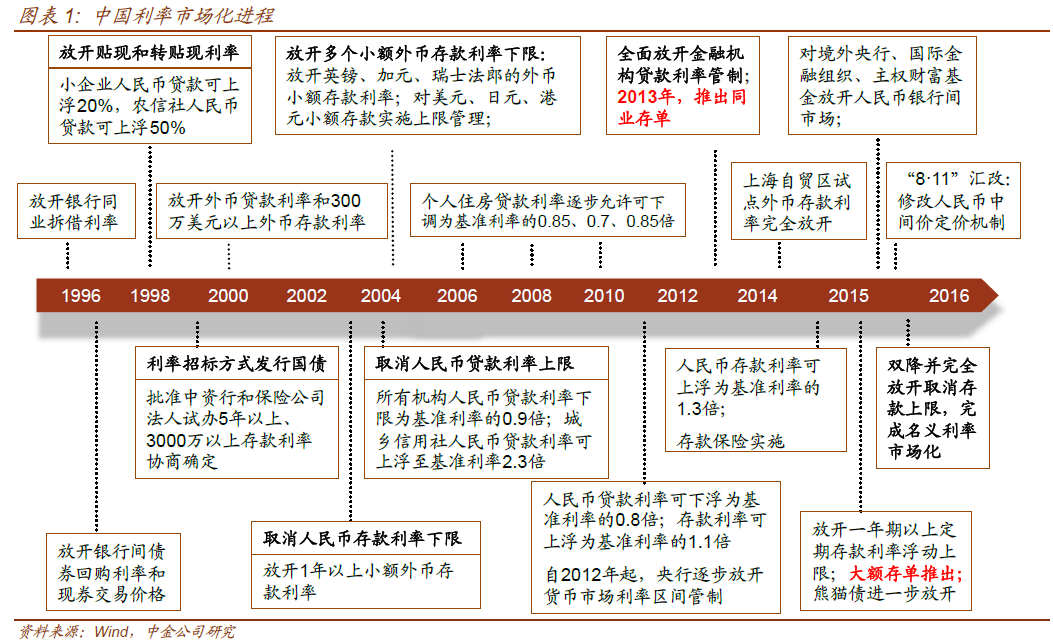 图表 1：中国利率市场化进程
放开贴现和转贴现利率
小企业人民币贷款可上
浮20%，农信社人民币
贷款可上浮50%
放开多个小额外币存款利率下限：
放开英镑、加元、瑞士法郎的外币
小额存款利率；对美元、日元、港
元小额存款实施上限管理；
全面放开金融机
构贷款利率管制；
2013年，推出同
业存单
对境外央行、国际金
融组织、主权财富基
金放开人民币银行间
市场；
放开银行同
业拆借利率
放开外币贷款利率和300
万美元以上外币存款利率
个人住房贷款利率逐步允许可下
调为基准利率的0.85、0.7、0.85倍
上海自贸区试
点外币存款利
率完全放开
“8·11”汇改：
修改人民币中
间价定价机制
1996 1998 2000 2002 2004 2006 2008 2010 2012 2014 2015 2016
利率招标方式发行国债
批准中资行和保险公司
法人试办5年以上、
3000万以上存款利率
协商确定
取消人民币贷款利率上限
所有机构人民币贷款利率下
限为基准利率的0.9倍；城
乡信用社人民币贷款利率可
上浮至基准利率2.3倍
人民币存款利率可
上浮为基准利率的
1.3倍；
存款保险实施
双降并完全
放开取消存
款上限，完
成名义利率
市场化
放开银行间债
券回购利率和
现券交易价格
取消人民币存款利率下限
放开1年以上小额外币存
款利率
人民币贷款利率可下浮为基
准利率的0.8倍；存款利率可
上浮为基准利率的1.1倍
自2012年起，央行逐步放开
货币市场利率区间管制
放开一年期以上定
期存款利率浮动上
限；大额存单推出；
熊猫债进一步放开
资料来源：Wind，中金公司研究